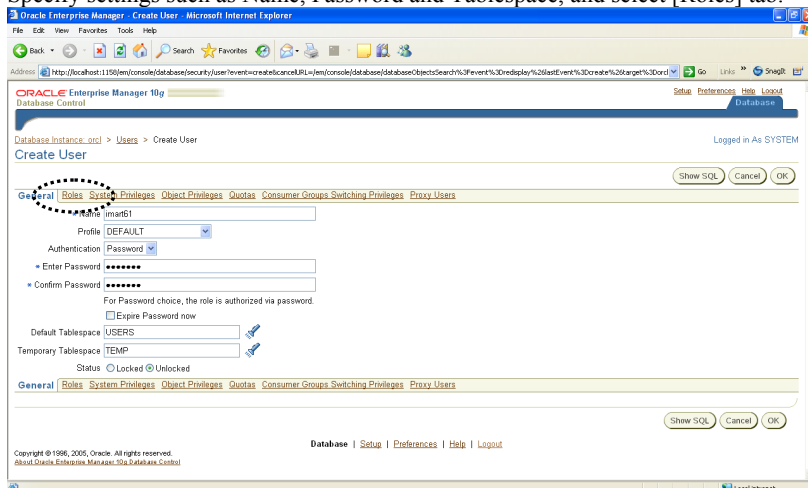 Specify settings such as Name, Password and Tablespace, and select [Roles] tab.
Oracle Enterprise Manager - Create User - Microsoft Internet Explorer
File Edit View Favorites Tools Help
Back Search Favorites
Address http://localhost:1158/em/console/database/security/user?event=create&cancelURL=/em/console/database/databaseObjectsSearch%3Fevent%3Dredisplay%26lastEvent%3Dcreate%26target%3Dorcl Go Links » SnagIt
ORACLE Enterprise Manager 10g Setup Preferences Help Logout
Database Control Database
Database Instance: orcl > Users > Create User Logged in As SYSTEM
Create User
Show SQL Cancel OK
General Roles System Privileges Object Privileges Quotas Consumer Groups Switching Privileges Proxy Users
* Name imart61
Profile DEFAULT
Authentication Password
* Enter Password •••••••
* Confirm Password •••••••
For Password choice, the role is authorized via password.
Expire Password now
Default Tablespace USERS
Temporary Tablespace TEMP
Status Locked Unlocked
General Roles System Privileges Object Privileges Quotas Consumer Groups Switching Privileges Proxy Users
Show SQL Cancel OK
Database | Setup | Preferences | Help | Logout
Copyright © 1996, 2005, Oracle. All rights reserved.
About Oracle Enterprise Manager 10g Database Control
Local intranet